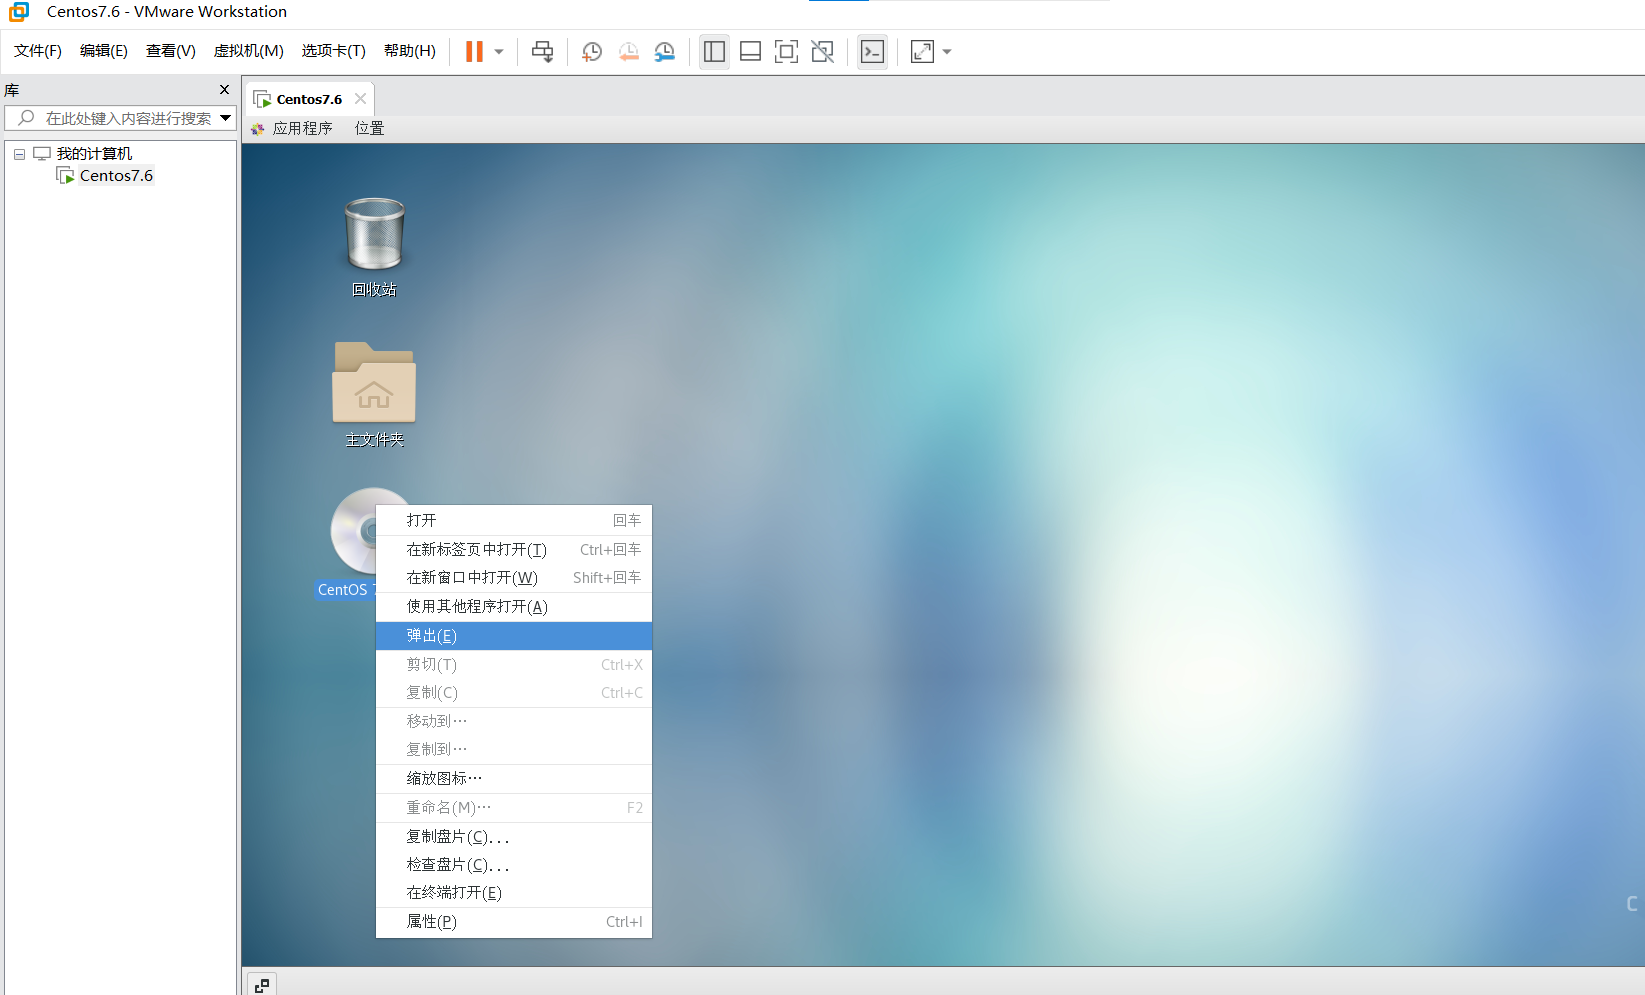 Centos7.6 - VMware Workstation
文件(F) 编辑(E) 查看(V) 虚拟机(M) 选项卡(T) 帮助(H)
库
在此处键入内容进行搜索
我的计算机
Centos7.6
Centos7.6
应用程序 位置
回收站
主文件夹
CentOS 7
打开 回车
在新标签页中打开(T) Ctrl+回车
在新窗口中打开(W) Shift+回车
使用其他程序打开(A)
弹出(E)
剪切(T) Ctrl+X
复制(C) Ctrl+C
移动到…
复制到…
缩放图标…
重命名(M)… F2
复制盘片(C)...
检查盘片(C)...
在终端打开(E)
属性(P) Ctrl+I
C